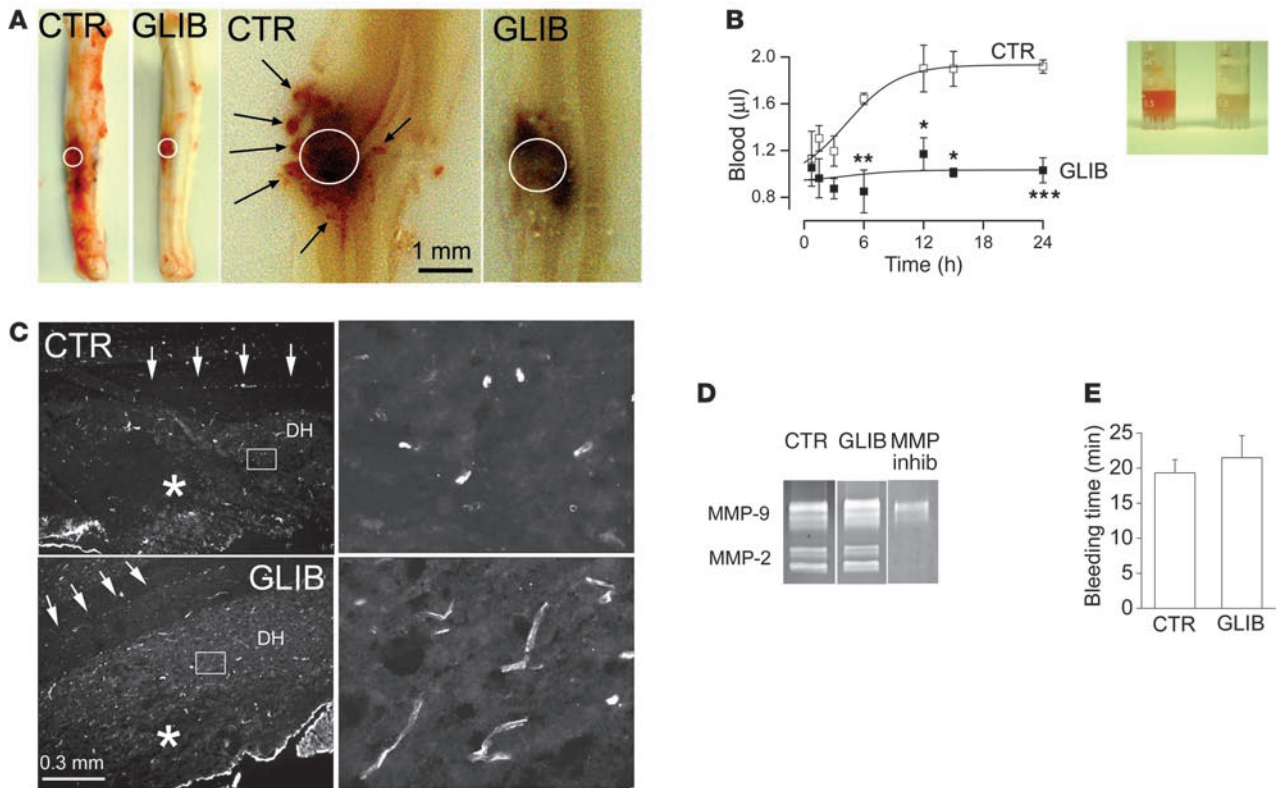 A
CTR
GLIB
CTR
GLIB
1 mm
B
2.0
1.6
1.2
0.8
Blood (µl)
CTR
GLIB
**
*
*
***
0
6
12
18
24
Time (h)
C
CTR
DH
*
GLIB
DH
*
0.3 mm
D
CTR
GLIB
MMP
inhib
MMP-9
MMP-2
E
25
20
15
10
5
0
Bleeding time (min)
CTR
GLIB